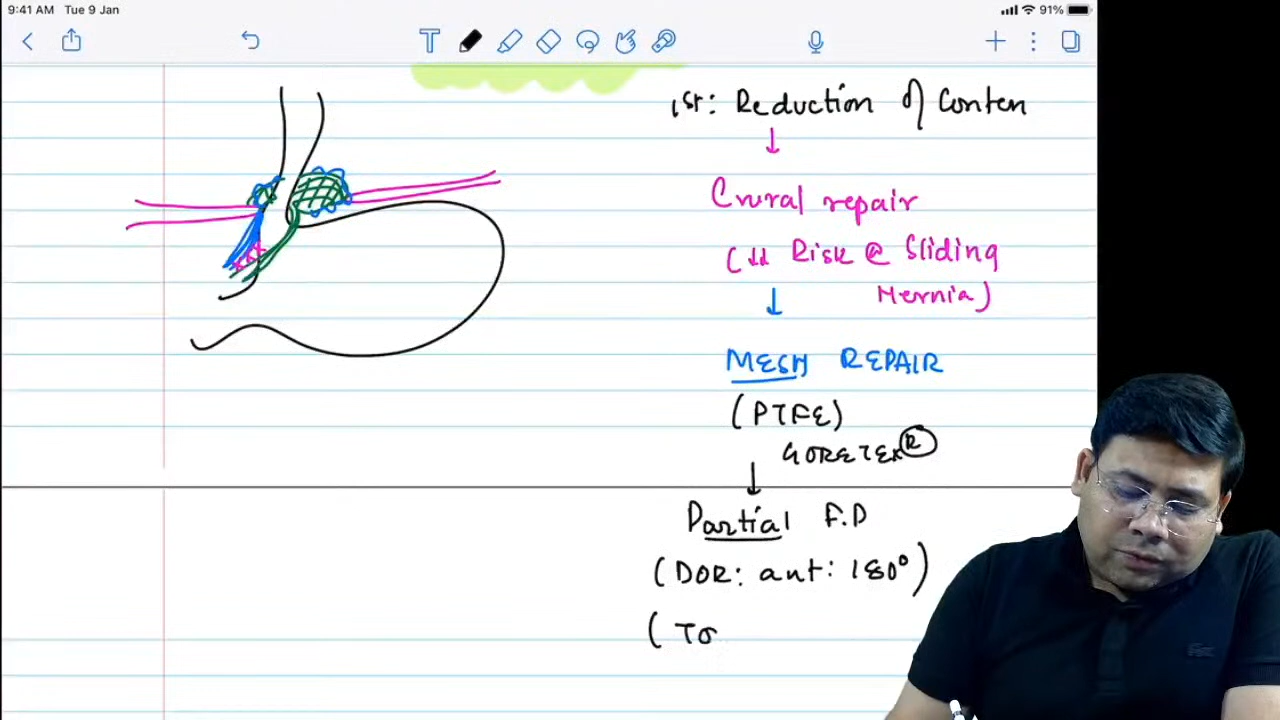 9:41 AM Tue 9 Jan
91%
1st: Reduction of Conten
Crural repair
(↓↓ Risk @ Sliding
Hernia)
MESH REPAIR
(PTFE)
GORETEX ®
Partial F.D
(DOR: ant: 180°)
( To